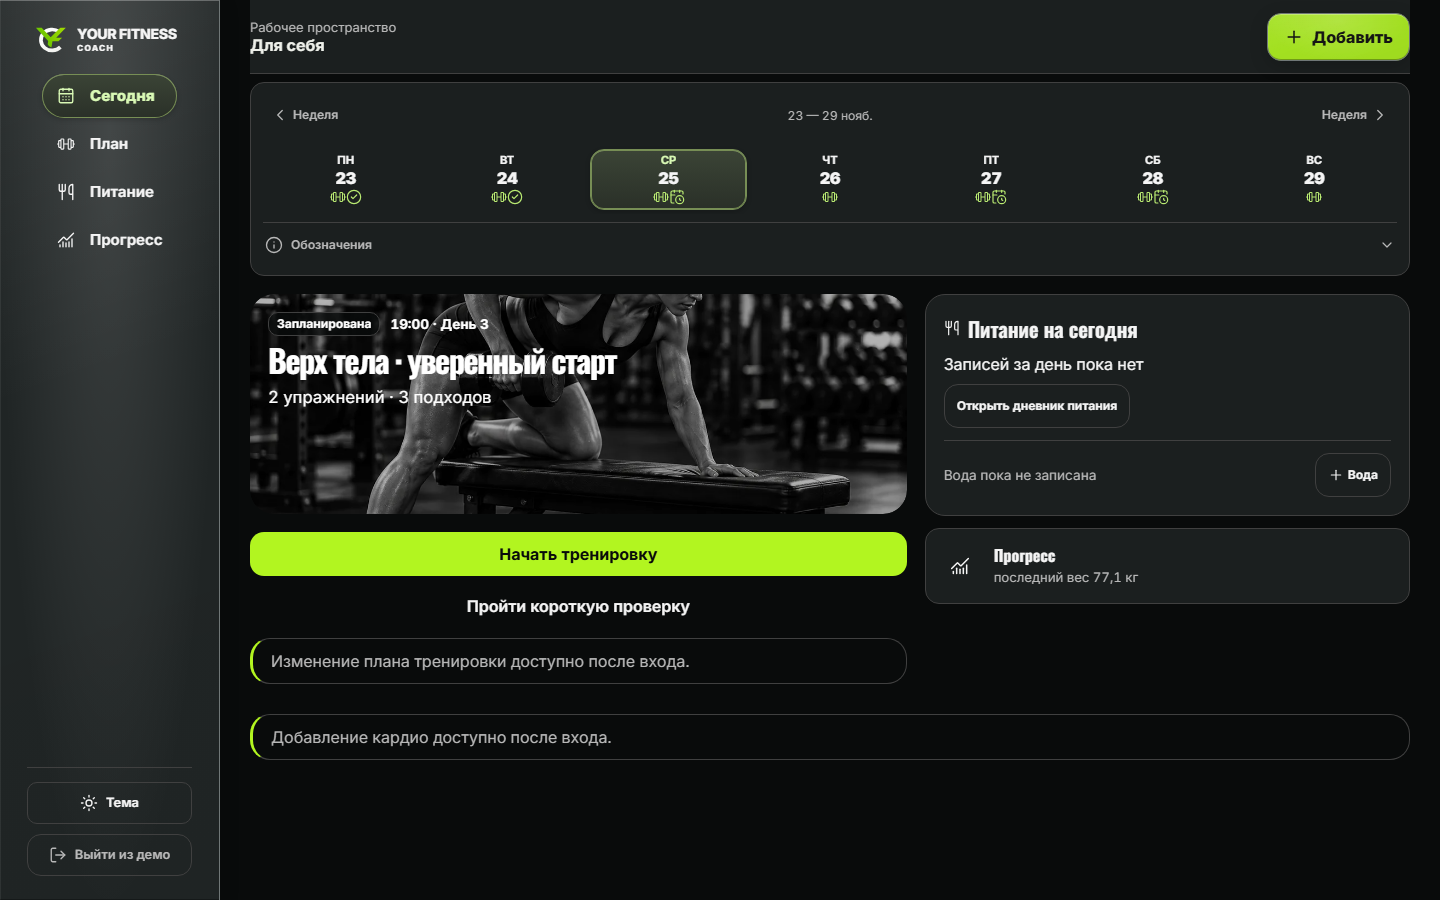 YOUR FITNESS
COACH
Сегодня
План
Питание
Прогресс
Тема
Выйти из демо
Рабочее пространство
Для себя
Добавить
Неделя
23 — 29 нояб.
Неделя
ПН
23
ВТ
24
СР
25
ЧТ
26
ПТ
27
СБ
28
ВС
29
Обозначения
Запланирована
19:00 · День 3
Верх тела · уверенный старт
2 упражнений · 3 подходов
Начать тренировку
Пройти короткую проверку
Изменение плана тренировки доступно после входа.
Питание на сегодня
Записей за день пока нет
Открыть дневник питания
Вода пока не записана
Вода
Прогресс
последний вес 77,1 кг
Добавление кардио доступно после входа.